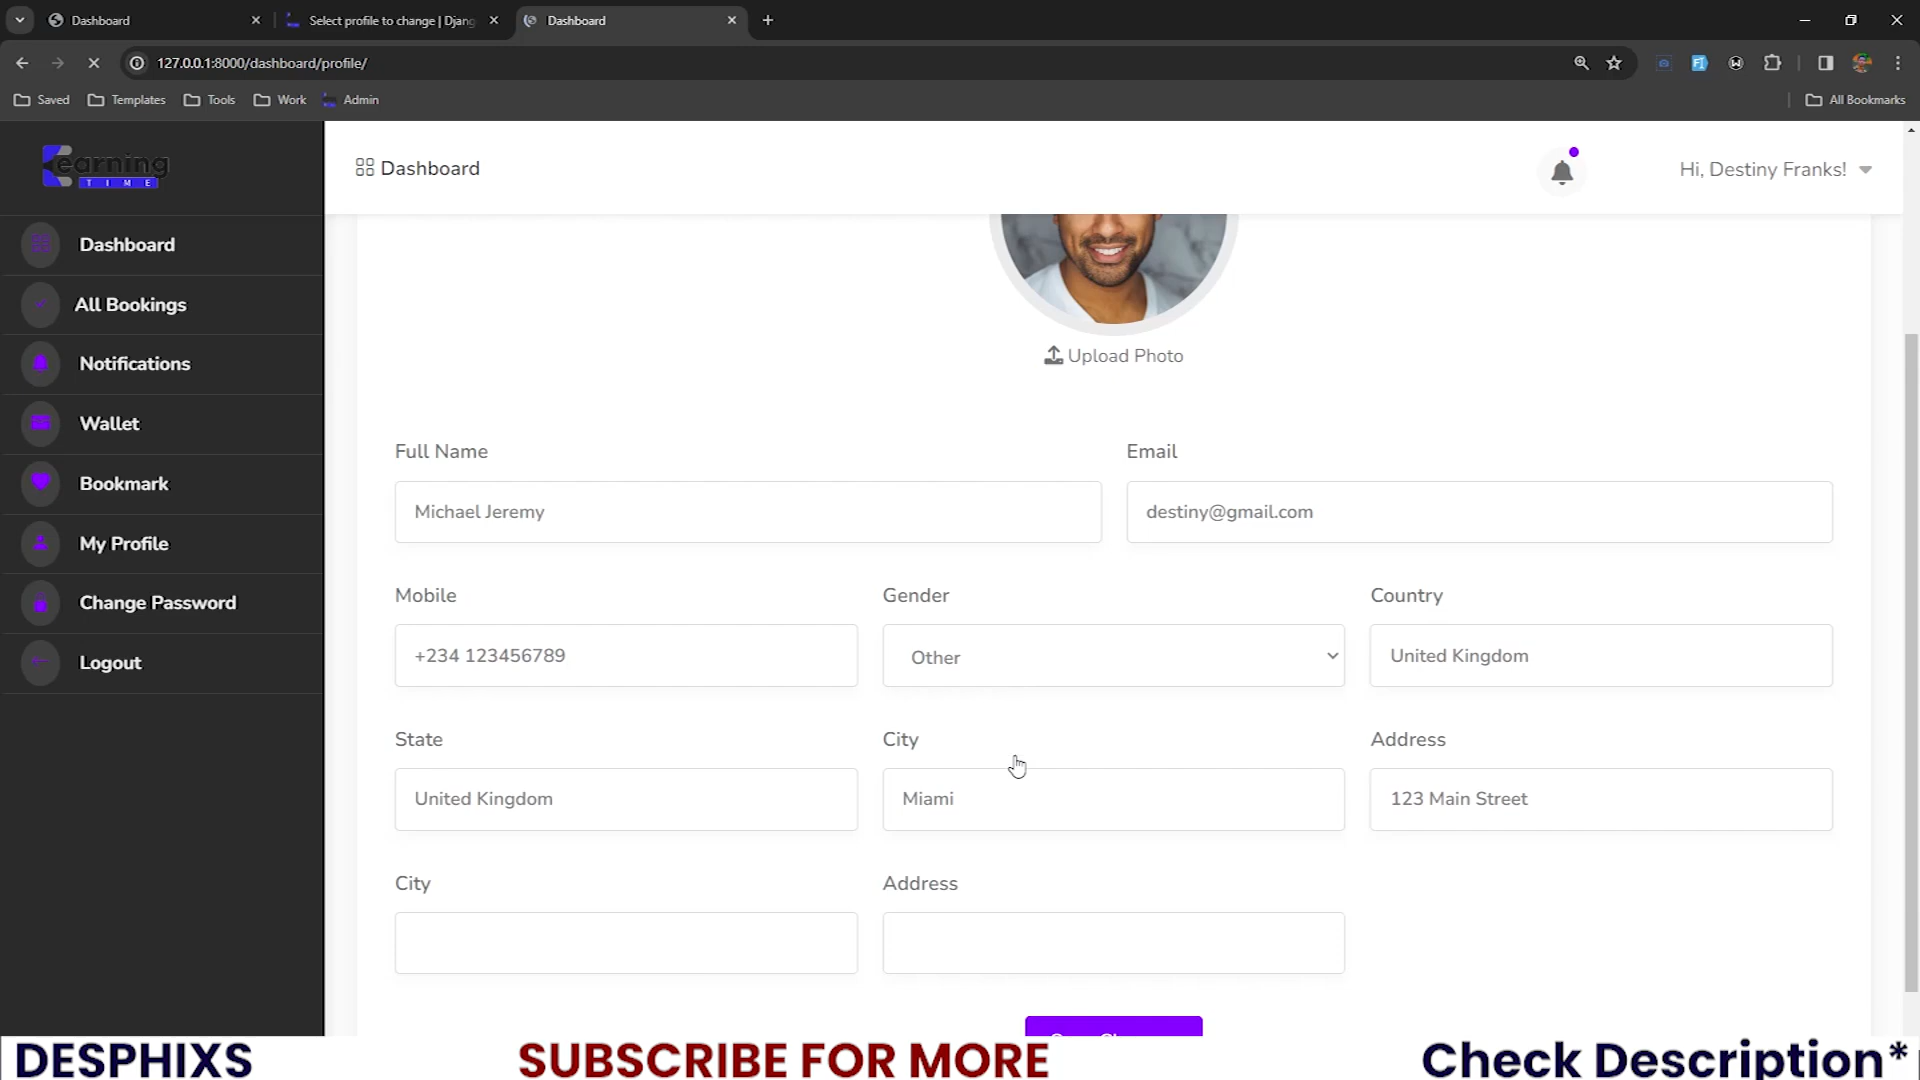 Dashboard
Select profile to change | Djang
Dashboard
127.0.0.1:8000/dashboard/profile/
Saved
Templates
Tools
Work
Admin
All Bookmarks
Learning
TIME
Dashboard
All Bookings
Notifications
Wallet
Bookmark
My Profile
Change Password
Logout
Dashboard
Hi, Destiny Franks!
Upload Photo
Full Name
Email
Michael Jeremy
destiny@gmail.com
Mobile
Gender
Country
+234 123456789
Other
United Kingdom
State
City
Address
United Kingdom
Miami
123 Main Street
City
Address
DESPHIXS
SUBSCRIBE FOR MORE
Check Description*